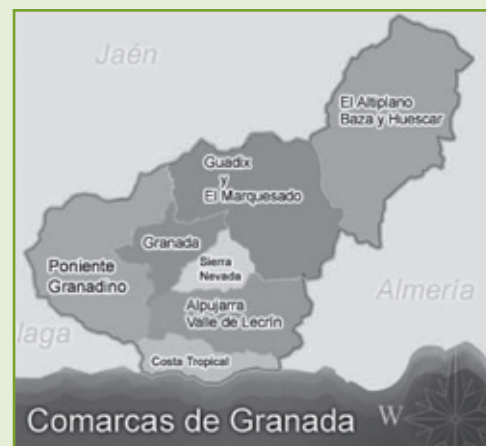 Jaén
El Altiplano
Baza y Huescar
Guadix
y
El Marquesado
Granada
Sierra
Nevada
Poniente
Granadino
Almería
Alpujarra
Valle de Lecrín
laga
Costa Tropical
Comarcas de Granada
W